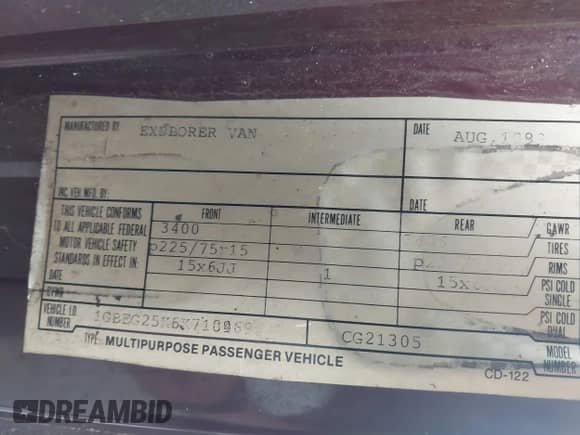 MANUFACTURED BY VAN DATE AUG,
INC. VEH. MFD. BY: DATE
THIS VEHICLE CONFORMS FRONT INTERMEDIATE REAR GAWR
TO ALL APPLICABLE FEDERAL 3400 TIRES
MOTOR VEHICLE SAFETY P225/75-15 RIMS
STANDARDS IN EFFECT IN: 15x6JJ 1 PSI COLD
DATE SINGLE
GVWR PSI COLD
DUAL
VEHICLE I.D. CG21305 MODEL
NUMBER NUMBER
TYPE: MULTIPURPOSE PASSENGER VEHICLE CD-122
DREAMBID